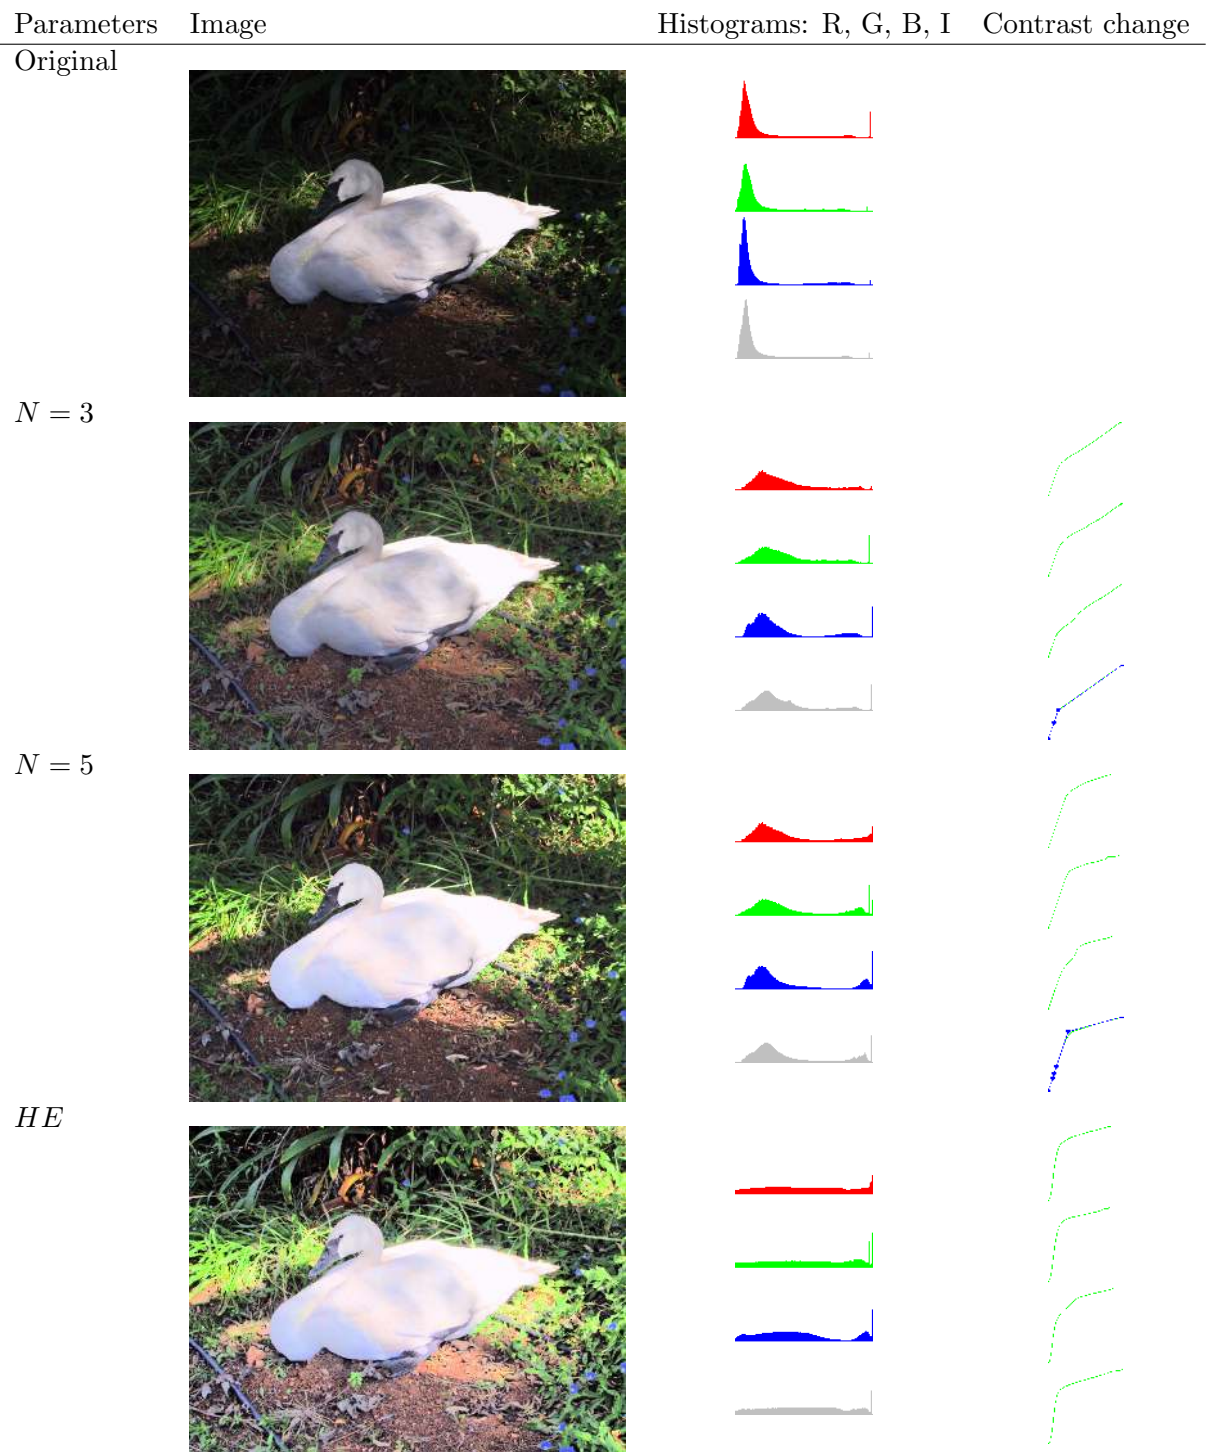 Parameters Image Histograms: R, G, B, I Contrast change
Original
N = 3
N = 5
HE